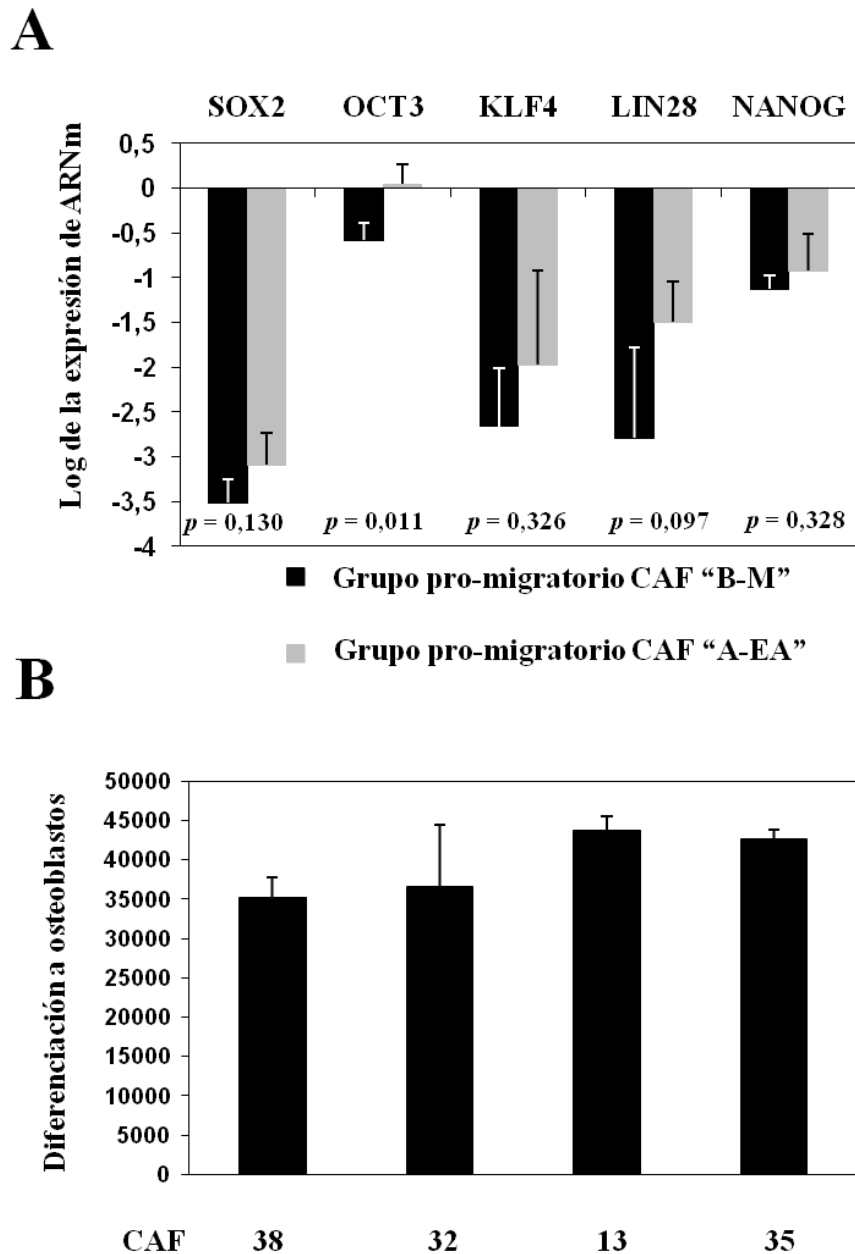 A
SOX2 OCT3 KLF4 LIN28 NANOG
Log de la expresión de ARNm
0,5
0
-0,5
-1
-1,5
-2
-2,5
-3
-3,5
-4
p = 0,130 p = 0,011 p = 0,326 p = 0,097 p = 0,328
Grupo pro-migratorio CAF “B-M”
Grupo pro-migratorio CAF “A-EA”
B
Diferenciación a osteoblastos
50000
45000
40000
35000
30000
25000
20000
15000
10000
5000
0
CAF 38 32 13 35